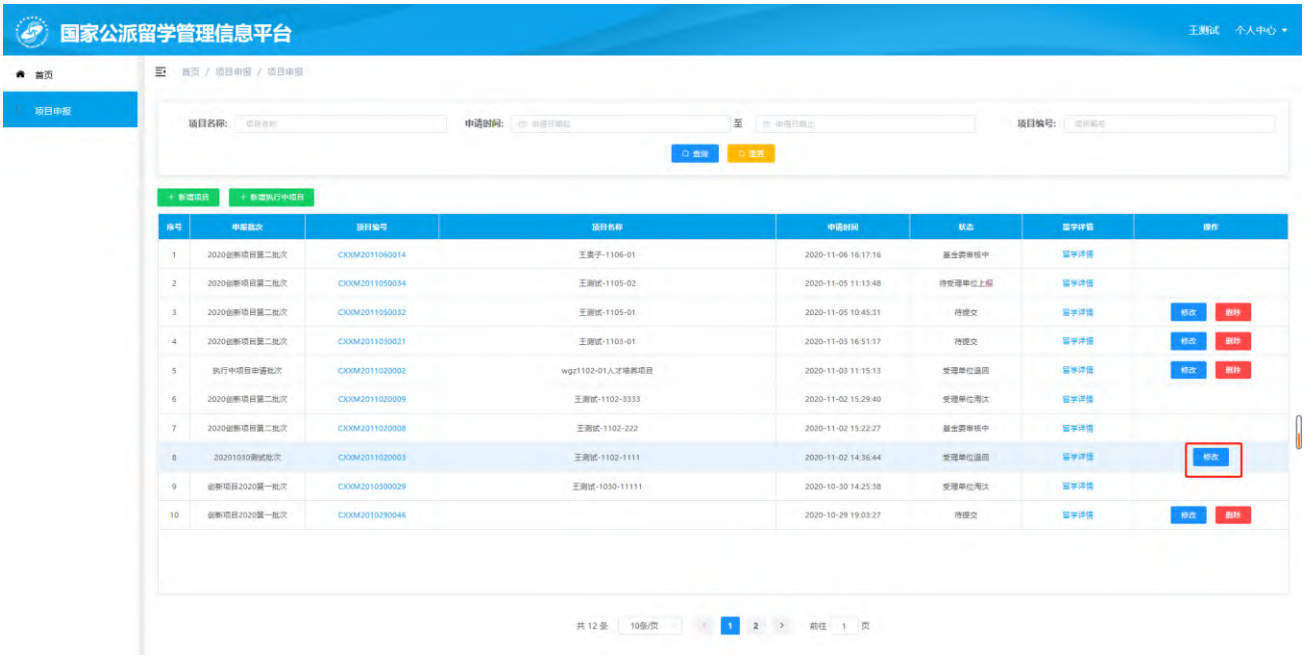 国家公派留学管理信息平台
王测试 个人中心
首页
首页 / 项目申报 / 项目申报
项目申报
项目名称: 项目名称 申请时间: 申请日期起 至 申请日期止 项目编号: 项目编号
查询 重置
+ 新增项目 + 新增执行中项目
序号 申报批次 项目编号 项目名称 申请时间 状态 留学详情 操作
1 2020创新项目第二批次 CXXM2011060014 王贵子-1106-01 2020-11-06 16:17:16 基金委审核中 留学详情
2 2020创新项目第二批次 CXXM2011050034 王测试-1105-02 2020-11-05 11:13:48 待受理单位上报 留学详情
3 2020创新项目第二批次 CXXM2011050032 王测试-1105-01 2020-11-05 10:45:31 待提交 留学详情 修改 删除
4 2020创新项目第二批次 CXXM2011030021 王测试-1103-01 2020-11-03 16:51:17 待提交 留学详情 修改 删除
5 执行中项目申请批次 CXXM2011020002 wgz1102-01人才培养项目 2020-11-03 11:15:13 受理单位退回 留学详情 修改 删除
6 2020创新项目第二批次 CXXM2011020009 王测试-1102-3333 2020-11-02 15:29:40 受理单位淘汰 留学详情
7 2020创新项目第二批次 CXXM2011020008 王测试-1102-222 2020-11-02 15:22:27 基金委审核中 留学详情
8 20201030测试批次 CXXM2011020003 王测试-1102-1111 2020-11-02 14:36:44 受理单位退回 留学详情 修改
9 创新项目2020第一批次 CXXM2010300029 王测试-1030-11111 2020-10-30 14:25:38 受理单位淘汰 留学详情
10 创新项目2020第一批次 CXXM2010290046 2020-10-29 19:03:27 待提交 留学详情 修改 删除
共 12 条 10条/页 < 1 2 > 前往 1 页